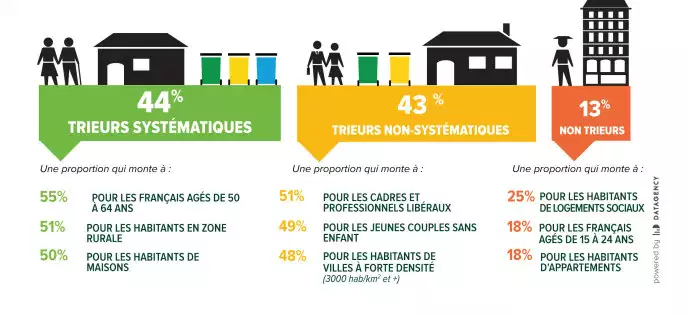 44%
TRIEURS SYSTÉMATIQUES
Une proportion qui monte à :
55% POUR LES FRANÇAIS AGÉS DE 50
À 64 ANS
51% POUR LES HABITANTS EN ZONE
RURALE
50% POUR LES HABITANTS DE
MAISONS
43 %
TRIEURS NON-SYSTÉMATIQUES
Une proportion qui monte à :
51% POUR LES CADRES ET
PROFESSIONNELS LIBÉRAUX
49% POUR LES JEUNES COUPLES SANS
ENFANT
48% POUR LES HABITANTS DE
VILLES À FORTE DENSITÉ
(3000 hab/km² et +)
13%
NON TRIEURS
Une proportion qui monte à :
25% POUR LES HABITANTS
DE LOGEMENTS SOCIAUX
18% POUR LES FRANÇAIS
AGÉS DE 15 À 24 ANS
18% POUR LES HABITANTS
D'APPARTEMENTS
powered by DATAGENCY